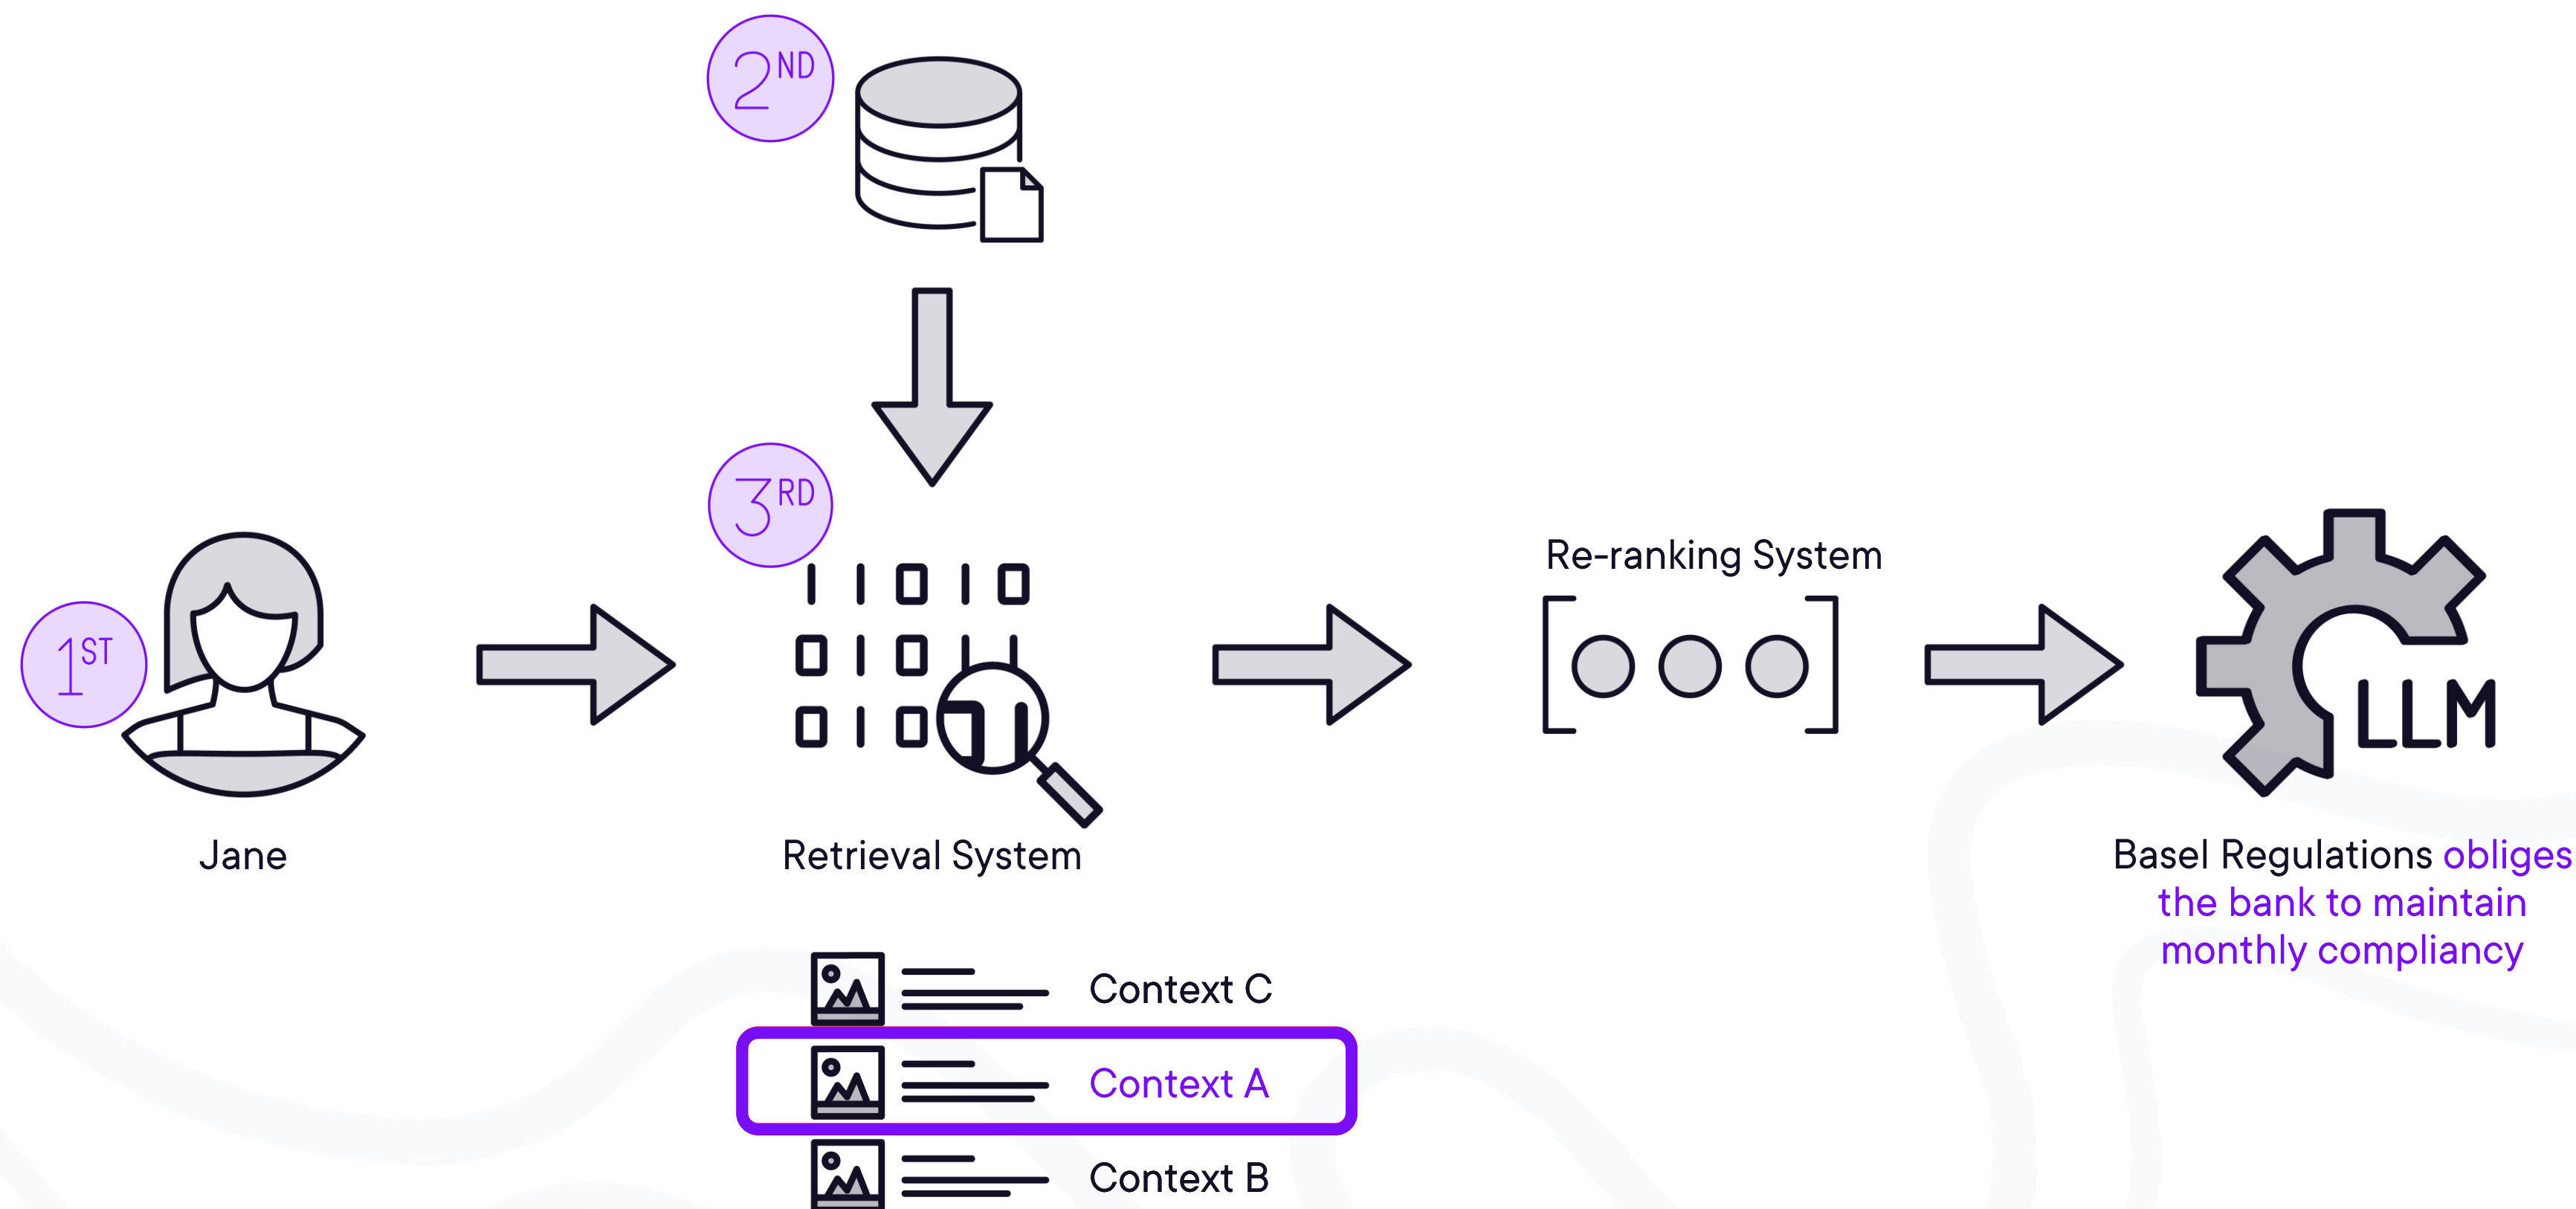 2ND
3RD
1ST
Jane
Retrieval System
Re-ranking System
LLM
Basel Regulations obliges
the bank to maintain
monthly compliancy
Context C
Context A
Context B